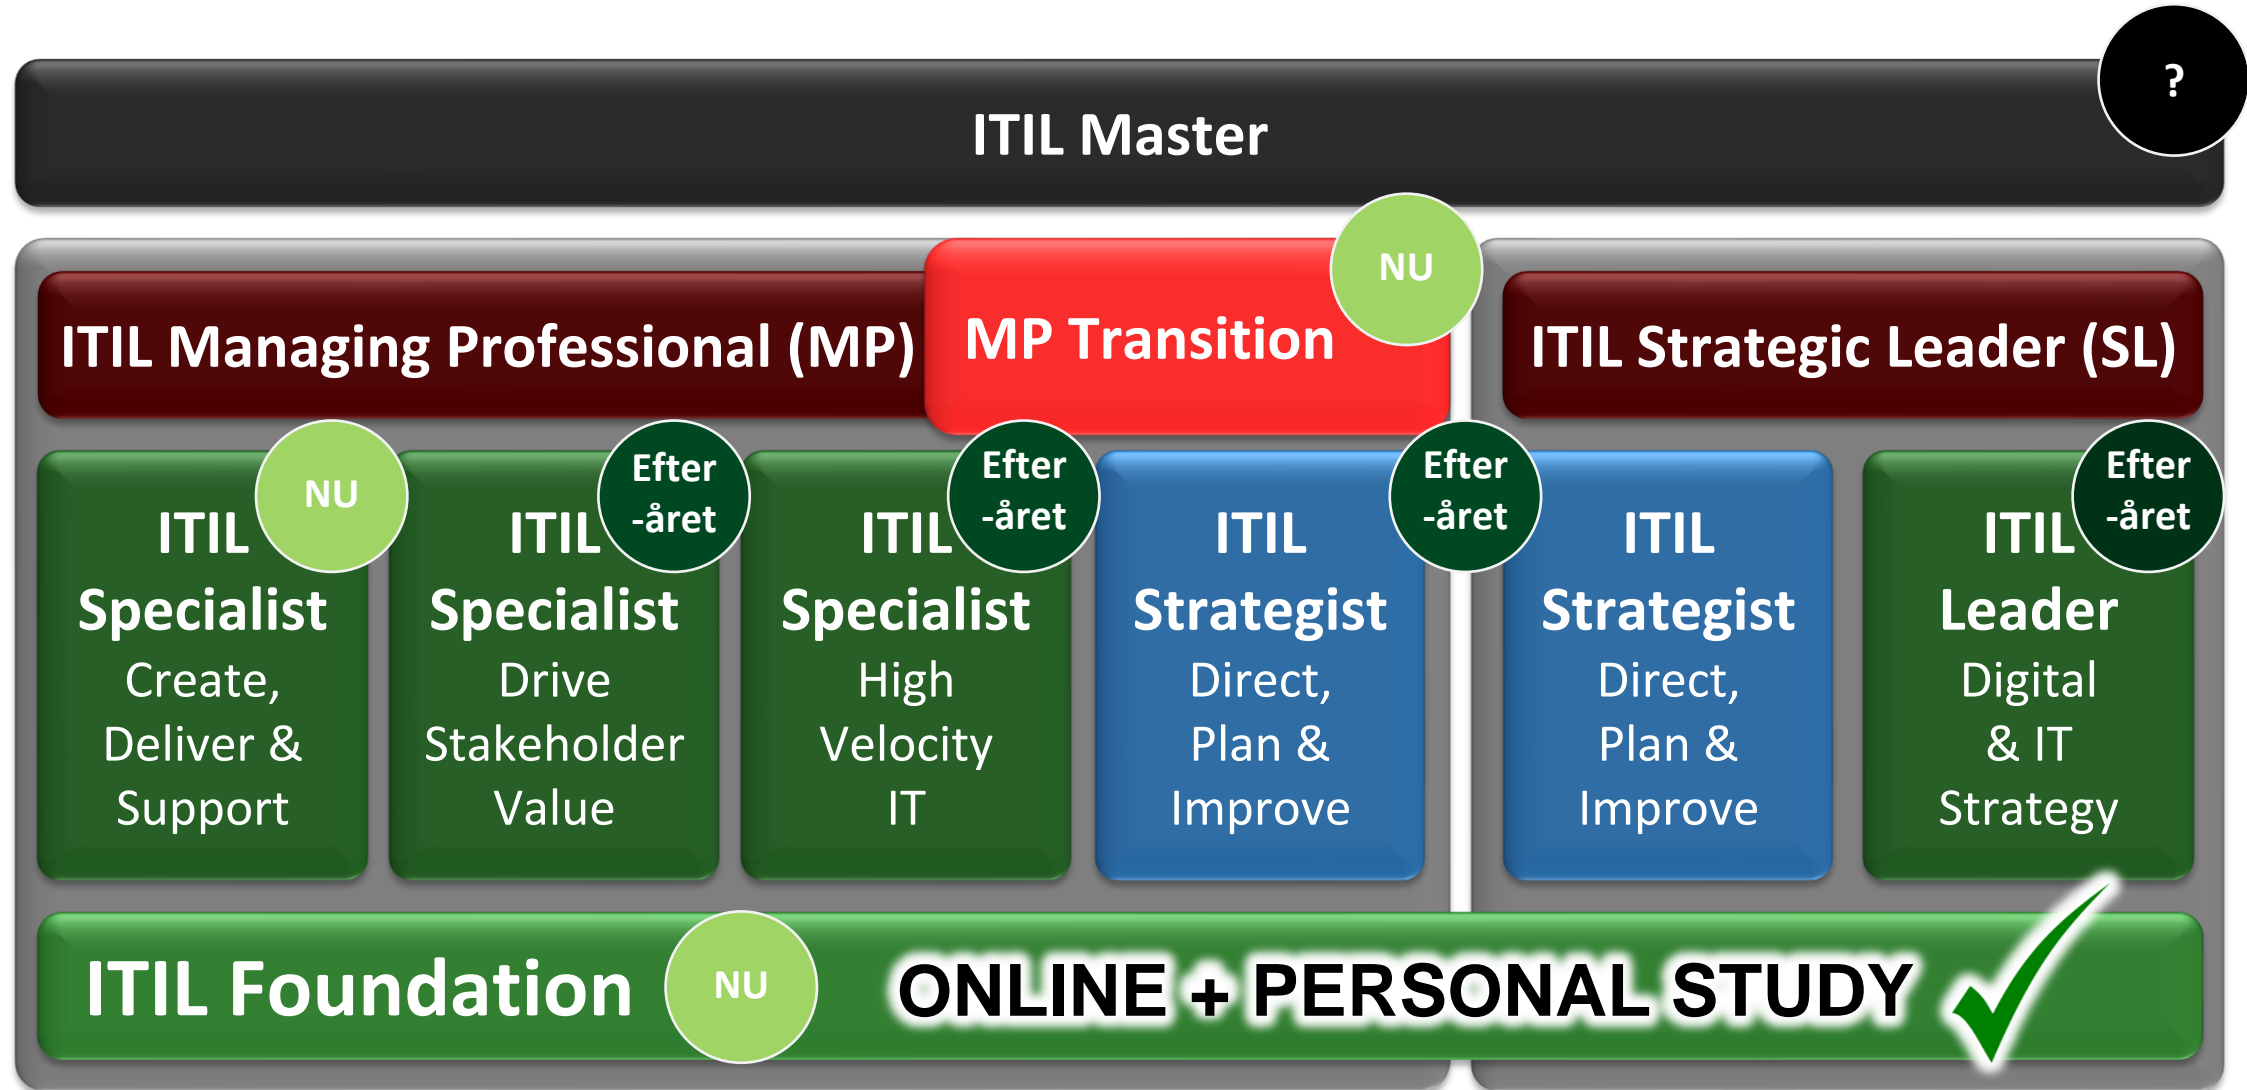 ?
ITIL Master
NU
ITIL Managing Professional (MP)
MP Transition
ITIL Strategic Leader (SL)
NU
ITIL
Specialist
Create,
Deliver &
Support
Efter
-året
ITIL
Specialist
Drive
Stakeholder
Value
Efter
-året
ITIL
Specialist
High
Velocity
IT
Efter
-året
ITIL
Strategist
Direct,
Plan &
Improve
ITIL
Strategist
Direct,
Plan &
Improve
Efter
-året
ITIL
Leader
Digital
& IT
Strategy
ITIL Foundation
NU
ONLINE + PERSONAL STUDY